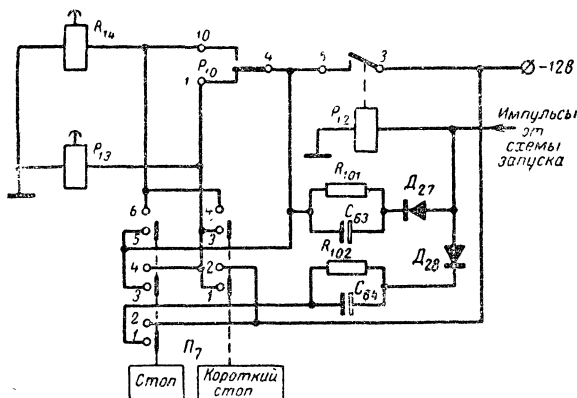 R14
10
P10
1
4
5
3
-12В
P12
Импульсы
от
схемы
запуска
P13
R101
C63
Д27
6
4
5
3
R102
Д28
4
2
3
1
C64
2
1
П7
Стоп
Короткий
стоп